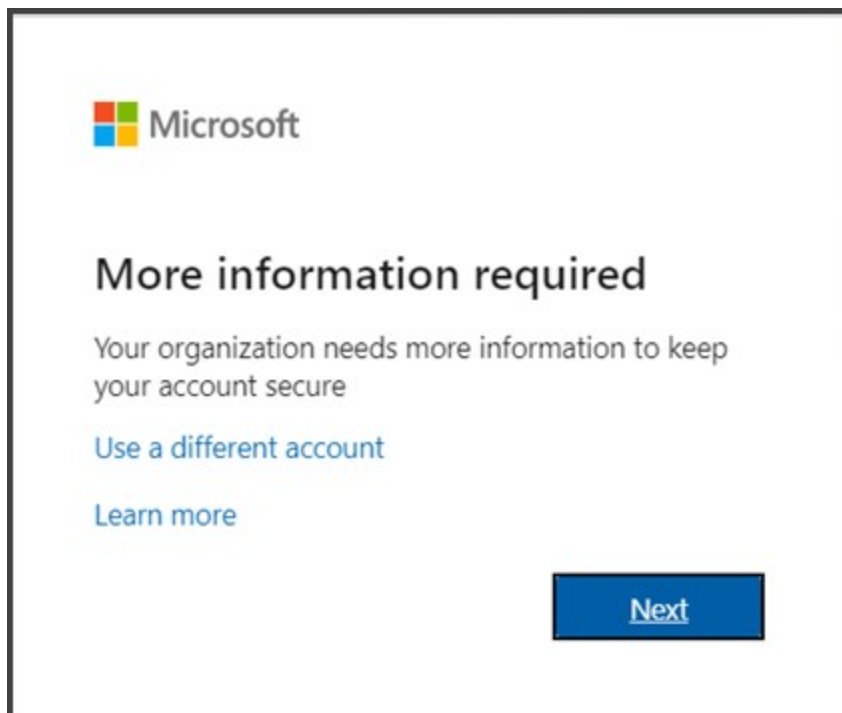 Microsoft
More information required
Your organization needs more information to keep
your account secure
Use a different account
Learn more
Next